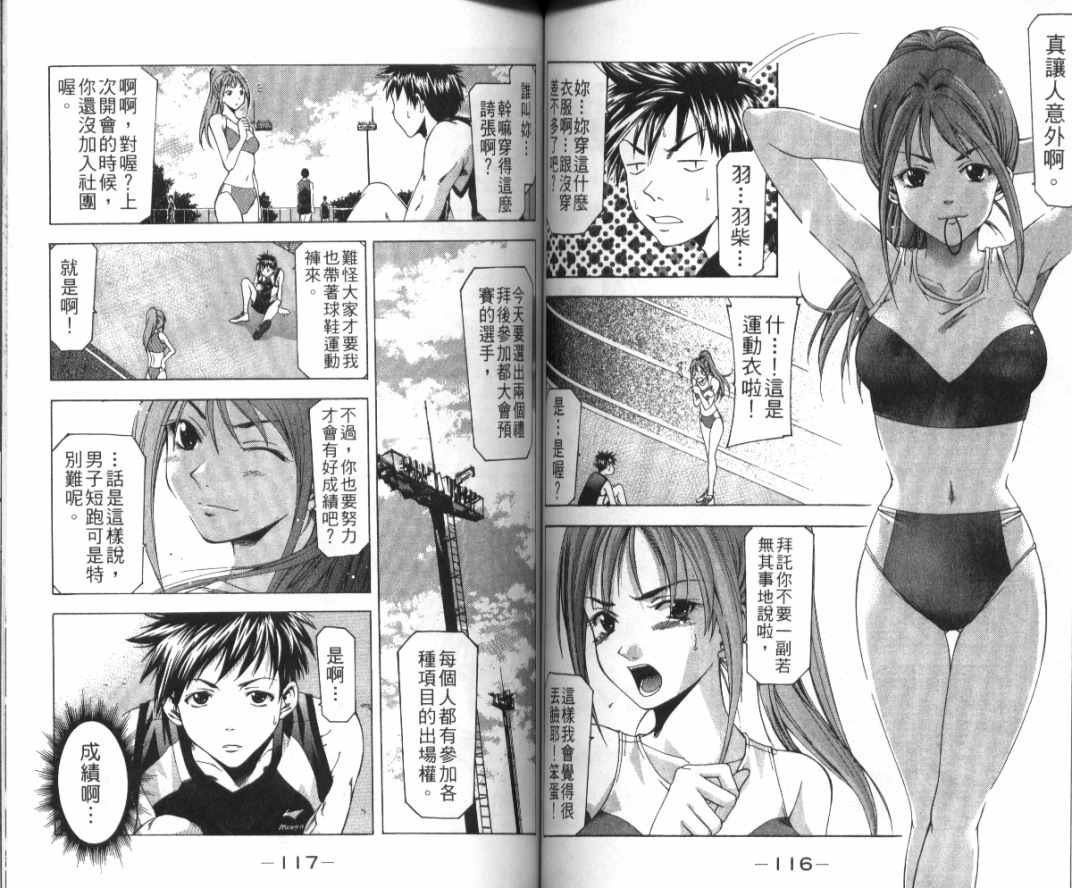 真讓人意外啊。
羽…羽柴…
妳…妳穿這什麼
衣服啊…跟沒穿
差不多了吧？
什…！這是
運動衣啦！
是…是喔？
拜託你不要一副若
無其事地說啦，
這樣我會覺得很
丟臉耶！笨蛋！
—116—
誰叫妳…
幹嘛穿得這麼
誇張啊？
啊啊，對喔？上
次開會的時候，
你還沒加入社團
喔。
今天要選出兩個禮
拜後參加都大會預
賽的選手，
每個人都有參加各
種項目的出場權。
難怪大家才要我
也帶著球鞋運動
褲來。
就是啊！
不過，你也要努力
才會有好成績吧？
…話是這樣說，
男子短跑可是特
別難呢。
是啊…
成績啊…
—117—